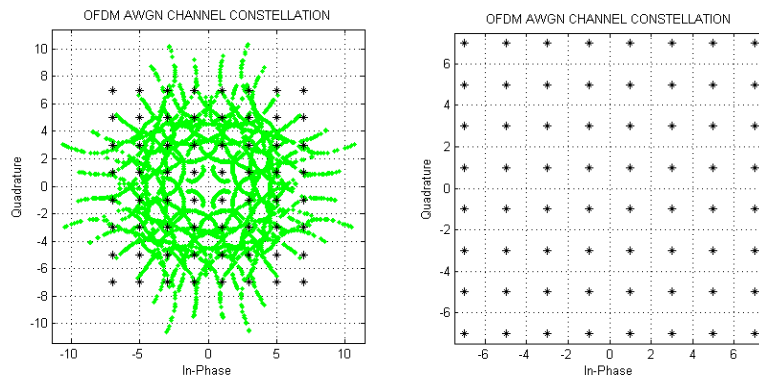 OFDM AWGN CHANNEL CONSTELLATION
10
8
6
4
2
0
-2
-4
-6
-8
-10
Quadrature
-10 -5 0 5 10
In-Phase
OFDM AWGN CHANNEL CONSTELLATION
6
4
2
0
-2
-4
-6
Quadrature
-6 -4 -2 0 2 4 6
In-Phase